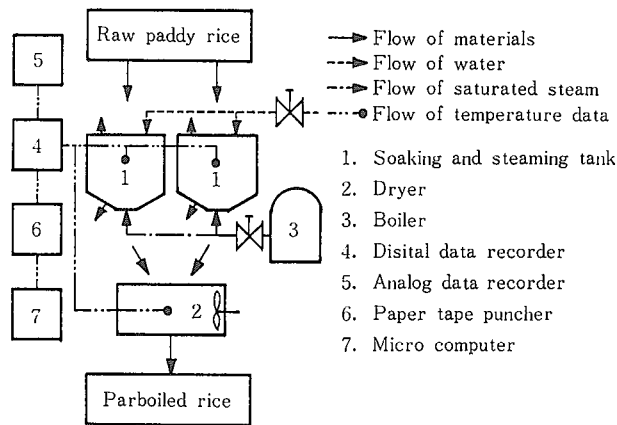 Raw paddy rice
Flow of materials
Flow of water
Flow of saturated steam
Flow of temperature data
5
4
1
1
6
3
7
2
Parboiled rice
1. Soaking and steaming tank
2. Dryer
3. Boiler
4. Disital data recorder
5. Analog data recorder
6. Paper tape puncher
7. Micro computer